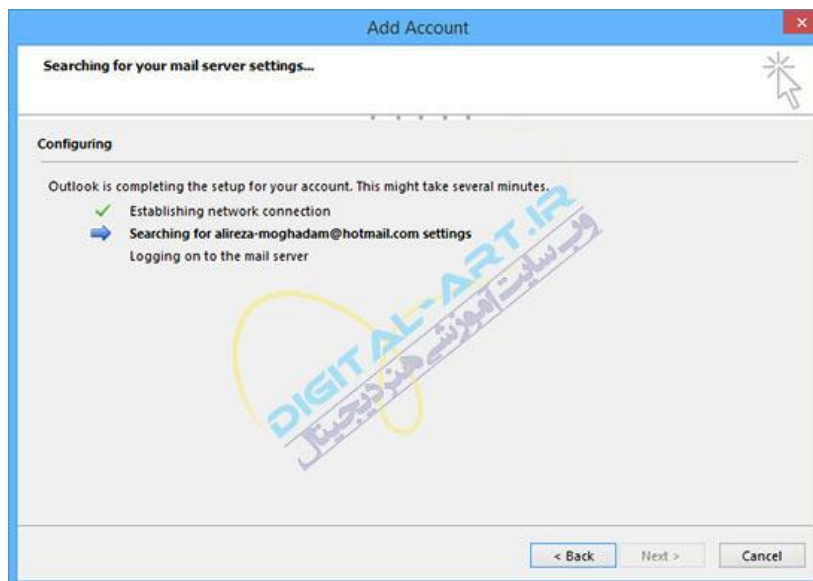 Add Account
Searching for your mail server settings...
Configuring
Outlook is completing the setup for your account. This might take several minutes.
Establishing network connection
Searching for alireza-moghadam@hotmail.com settings
Logging on to the mail server
DIGITAL-ART.IR
وب سایت آموزشی هنر دیجیتال
< Back
Next >
Cancel